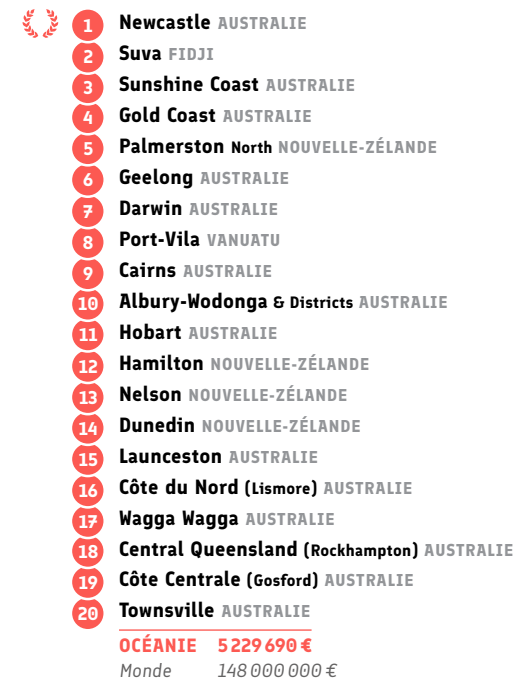 1 Newcastle AUSTRALIE
2 Suva FIDJI
3 Sunshine Coast AUSTRALIE
4 Gold Coast AUSTRALIE
5 Palmerston North NOUVELLE-ZÉLANDE
6 Geelong AUSTRALIE
7 Darwin AUSTRALIE
8 Port-Vila VANUATU
9 Cairns AUSTRALIE
10 Albury-Wodonga & Districts AUSTRALIE
11 Hobart AUSTRALIE
12 Hamilton NOUVELLE-ZÉLANDE
13 Nelson NOUVELLE-ZÉLANDE
14 Dunedin NOUVELLE-ZÉLANDE
15 Launceston AUSTRALIE
16 Côte du Nord (Lismore) AUSTRALIE
17 Wagga Wagga AUSTRALIE
18 Central Queensland (Rockhampton) AUSTRALIE
19 Côte Centrale (Gosford) AUSTRALIE
20 Townsville AUSTRALIE
OCÉANIE 5 229 690 €
Monde 148 000 000 €